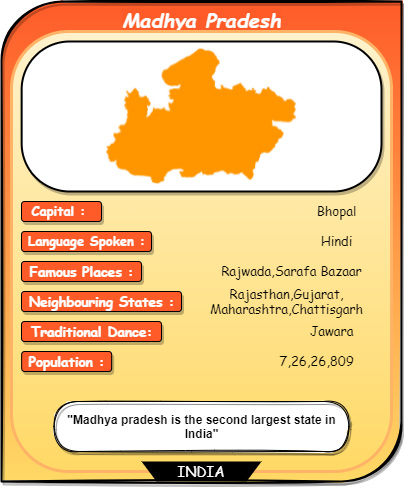 Madhya Pradesh
Capital : Bhopal
Language Spoken : Hindi
Famous Places : Rajwada,Sarafa Bazaar
Neighbouring States : Rajasthan,Gujarat,
Maharashtra,Chattisgarh
Traditional Dance: Jawara
Population : 7,26,26,809
"Madhya pradesh is the second largest state in
India"
INDIA